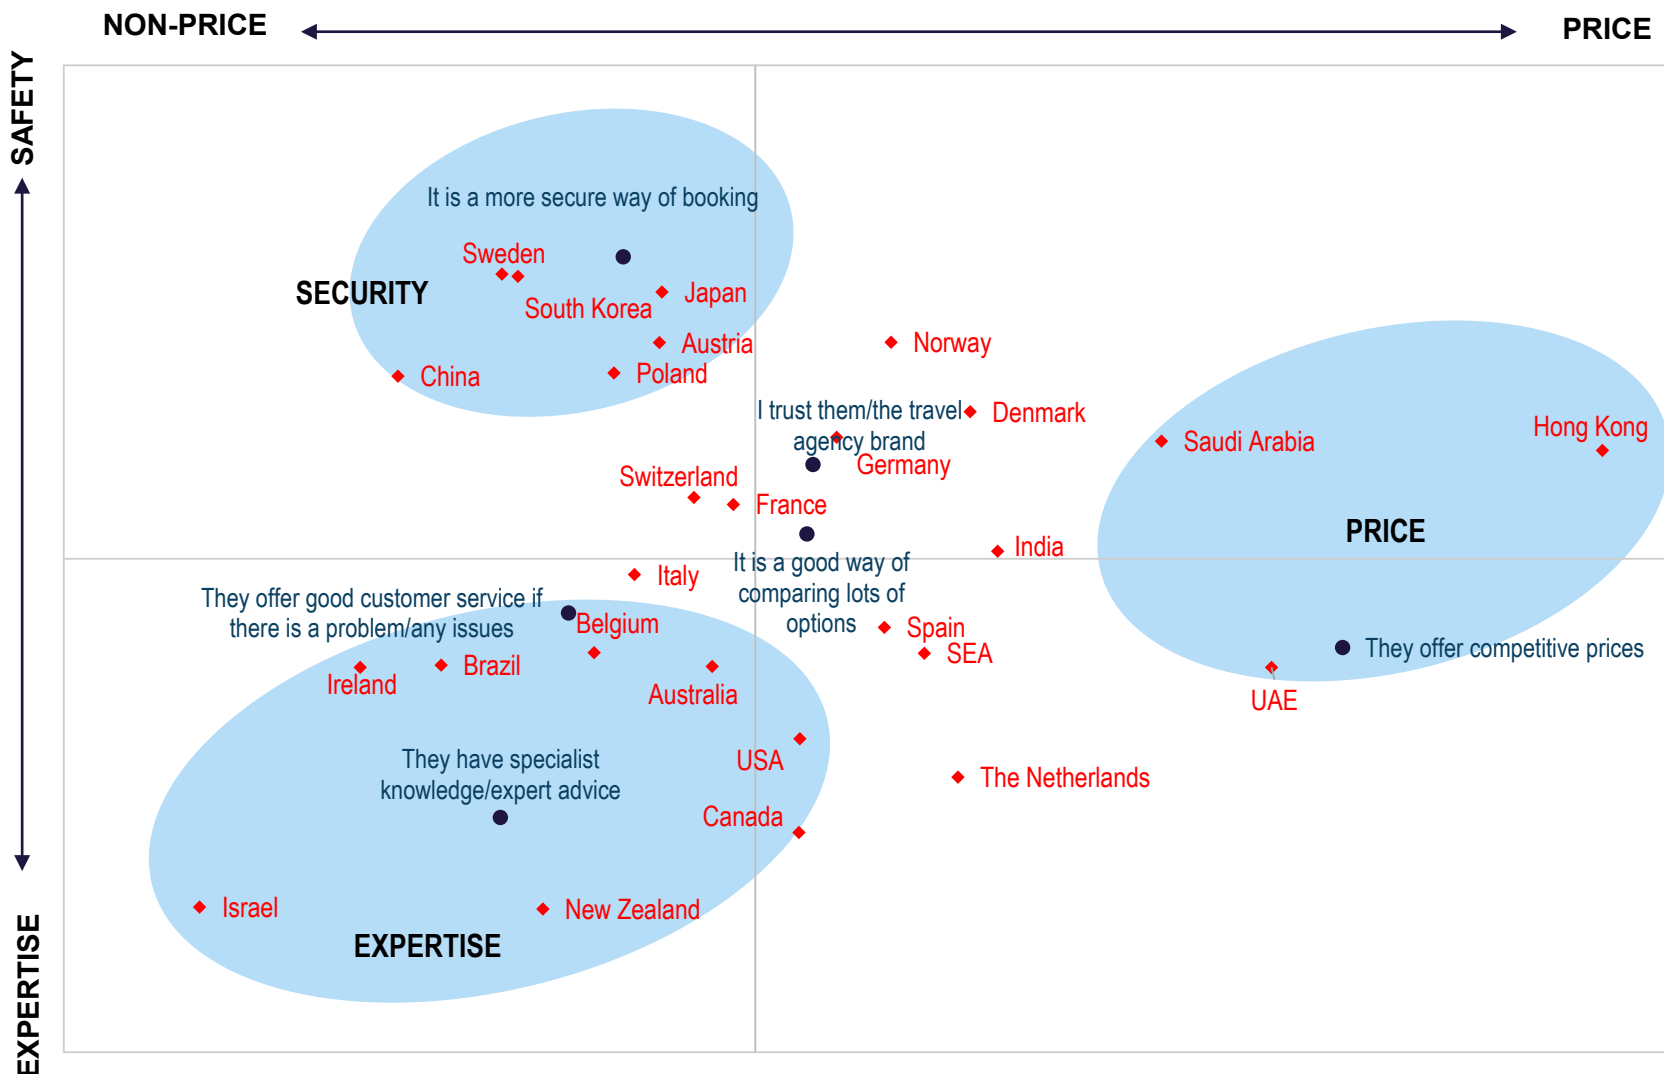 NON-PRICE
PRICE
SAFETY
It is a more secure way of booking
Sweden
SECURITY
South Korea
Japan
Austria
Norway
China
Poland
I trust them/the travel
agency brand
Denmark
Saudi Arabia
Hong Kong
Germany
Switzerland
France
PRICE
India
It is a good way of
comparing lots of
options
Italy
They offer good customer service if
there is a problem/any issues
Belgium
Spain
SEA
They offer competitive prices
Ireland
Brazil
Australia
UAE
They have specialist
knowledge/expert advice
USA
The Netherlands
Canada
Israel
New Zealand
EXPERTISE
EXPERTISE